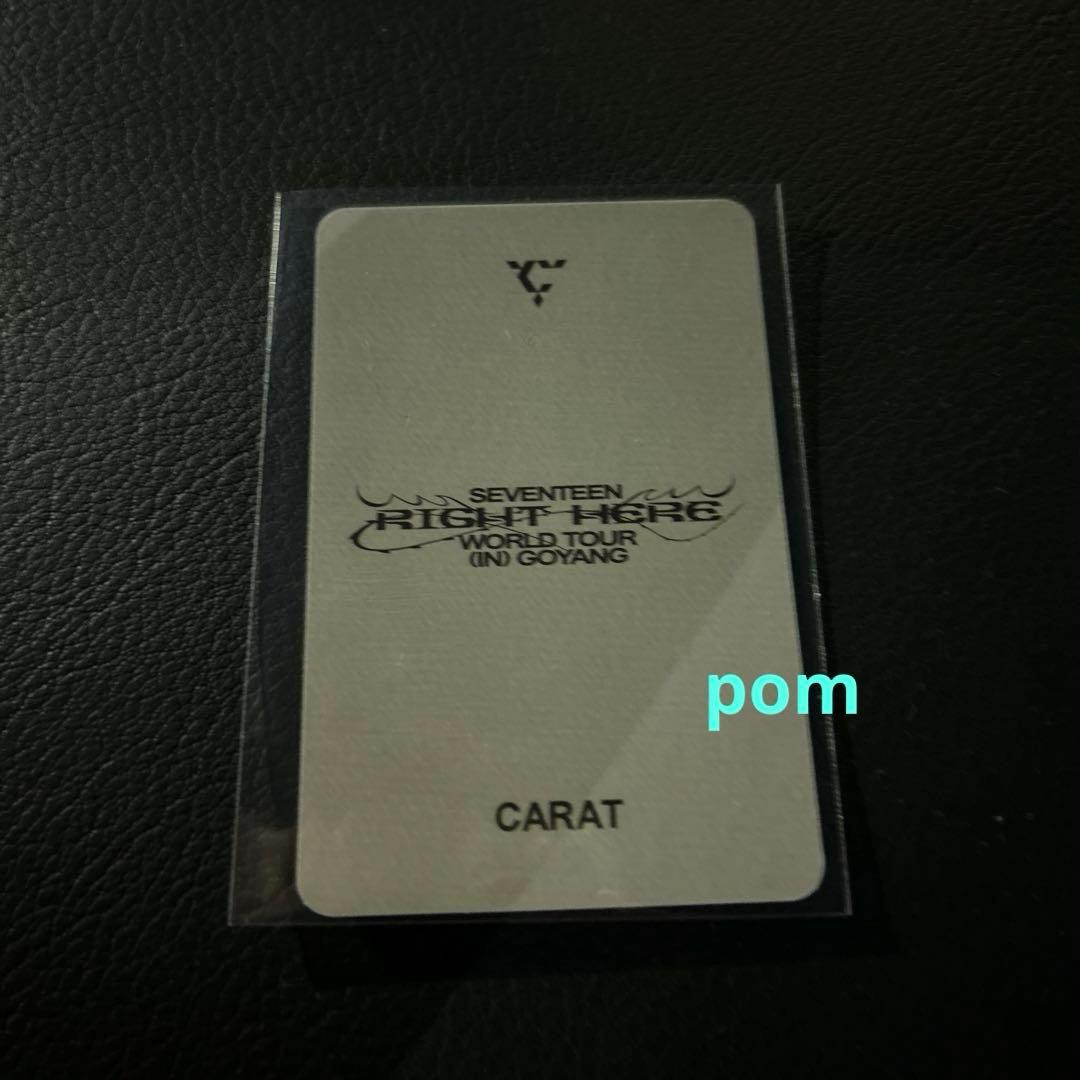 SEVENTEEN
RIGHT HERE
WORLD TOUR
(IN) GOYANG
pom
CARAT